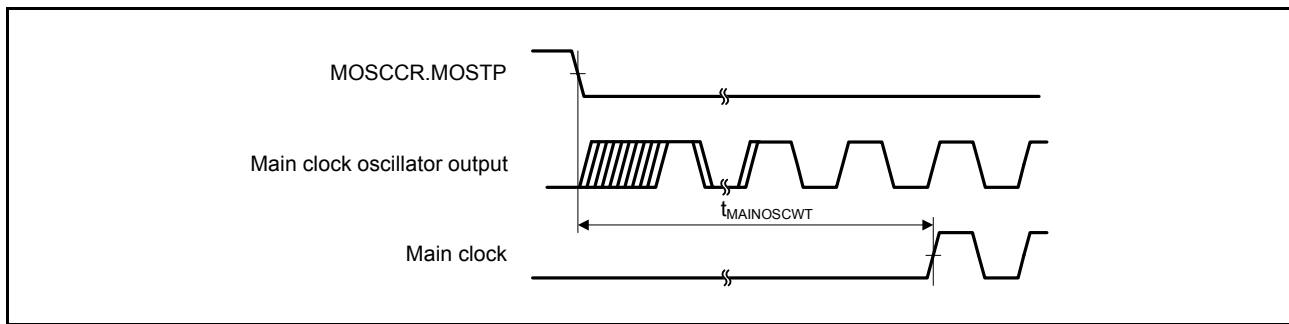 MOSCCR.MOSTP
Main clock oscillator output
tMAINOSCWT
Main clock